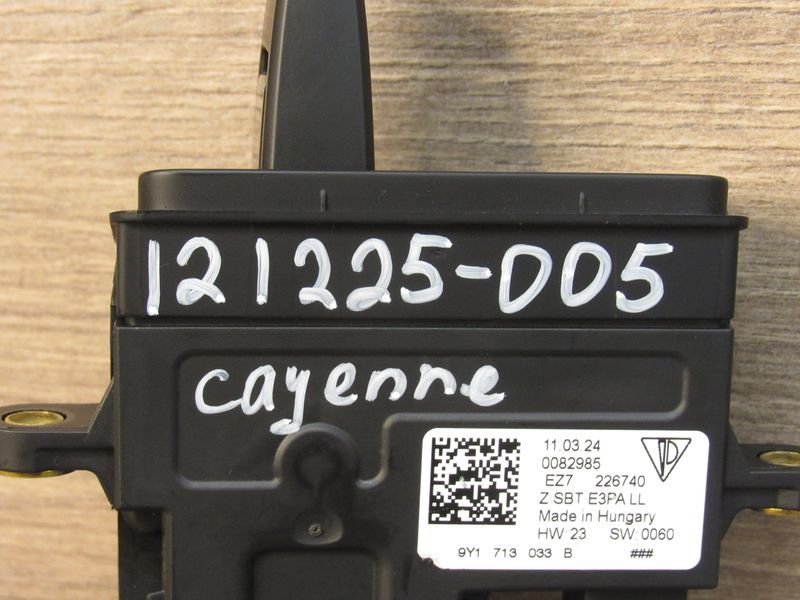 121225-005
cayenne
11.03.24
0082985
EZ7 226740
Z SBT E3PA LL
Made in Hungary
HW: 23 SW: 0060
9Y1 713 033 B ###